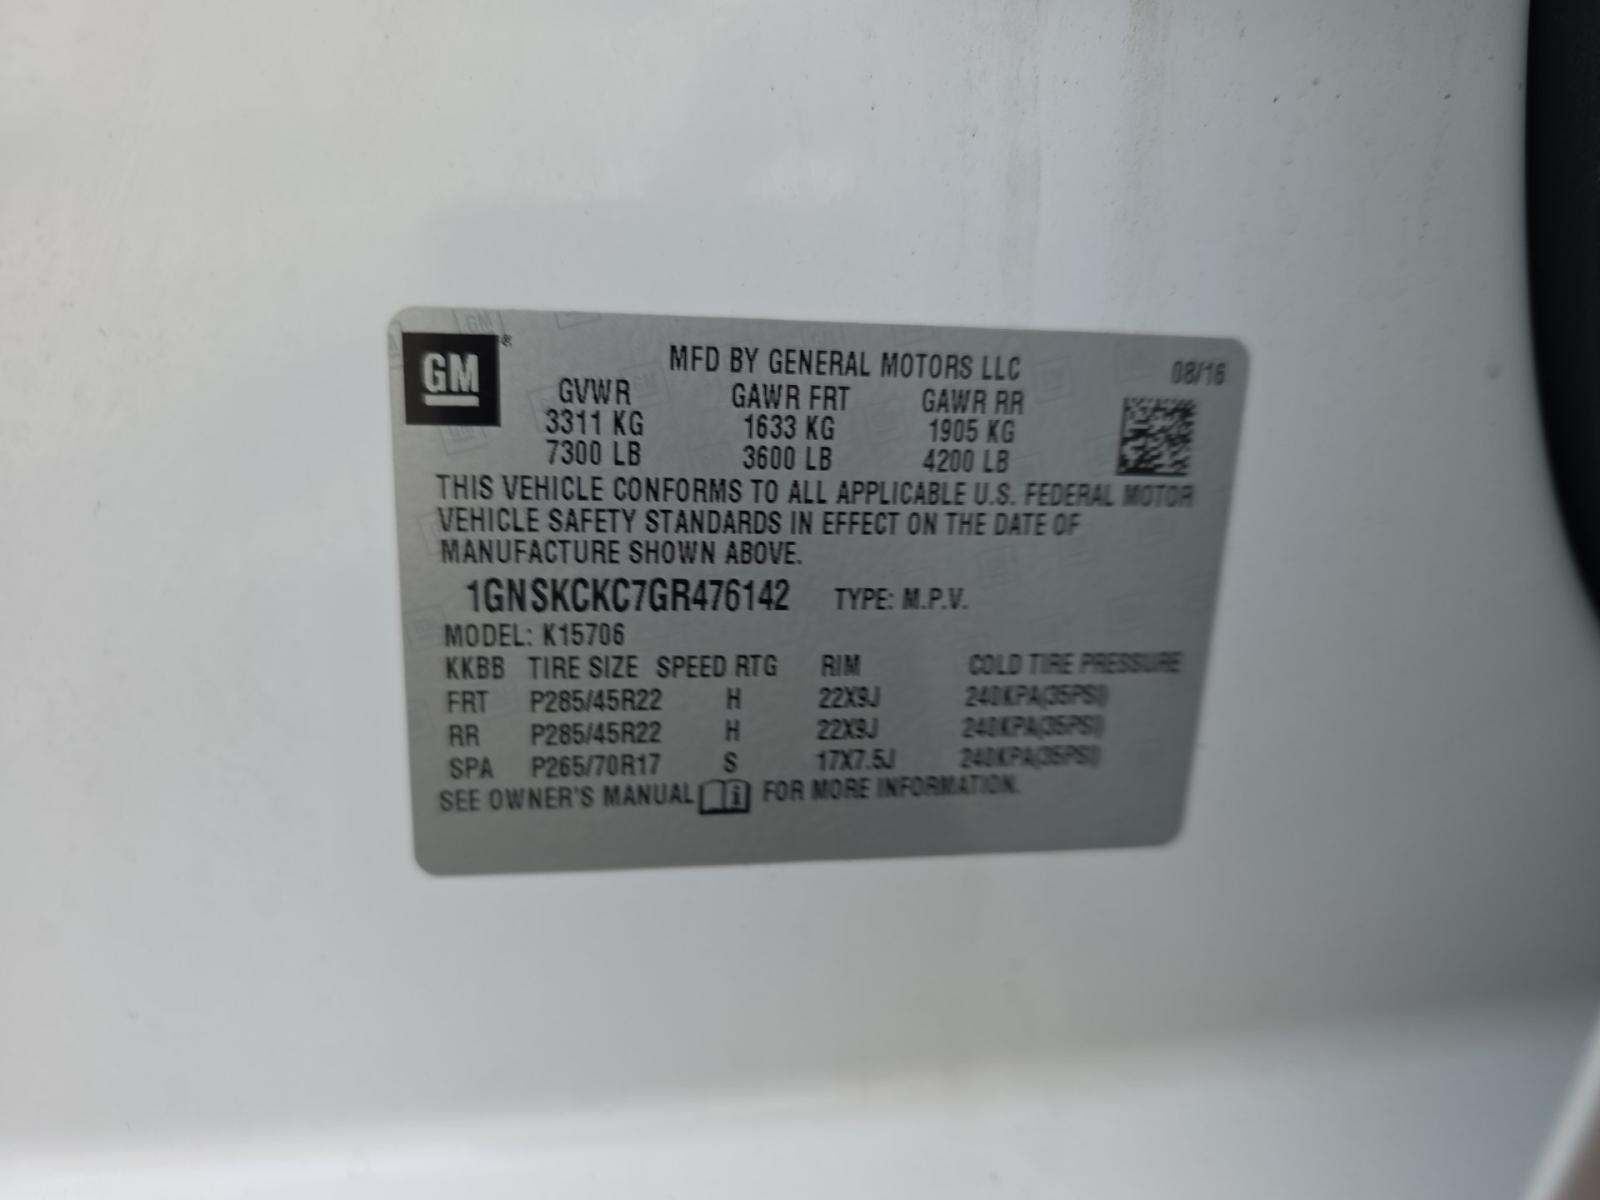 GM
MFD BY GENERAL MOTORS LLC 08/16
GVWR GAWR FRT GAWR RR
3311 KG 1633 KG 1905 KG
7300 LB 3600 LB 4200 LB
THIS VEHICLE CONFORMS TO ALL APPLICABLE U.S. FEDERAL MOTOR
VEHICLE SAFETY STANDARDS IN EFFECT ON THE DATE OF
MANUFACTURE SHOWN ABOVE.
1GNSKCKC7GR476142 TYPE: M.P.V.
MODEL: K15706
KKBB TIRE SIZE SPEED RTG RIM COLD TIRE PRESSURE
FRT P285/45R22 H 22X9J 240KPA(35PSI)
RR P285/45R22 H 22X9J 240KPA(35PSI)
SPA P265/70R17 S 17X7.5J 240KPA(35PSI)
SEE OWNER'S MANUAL i FOR MORE INFORMATION.